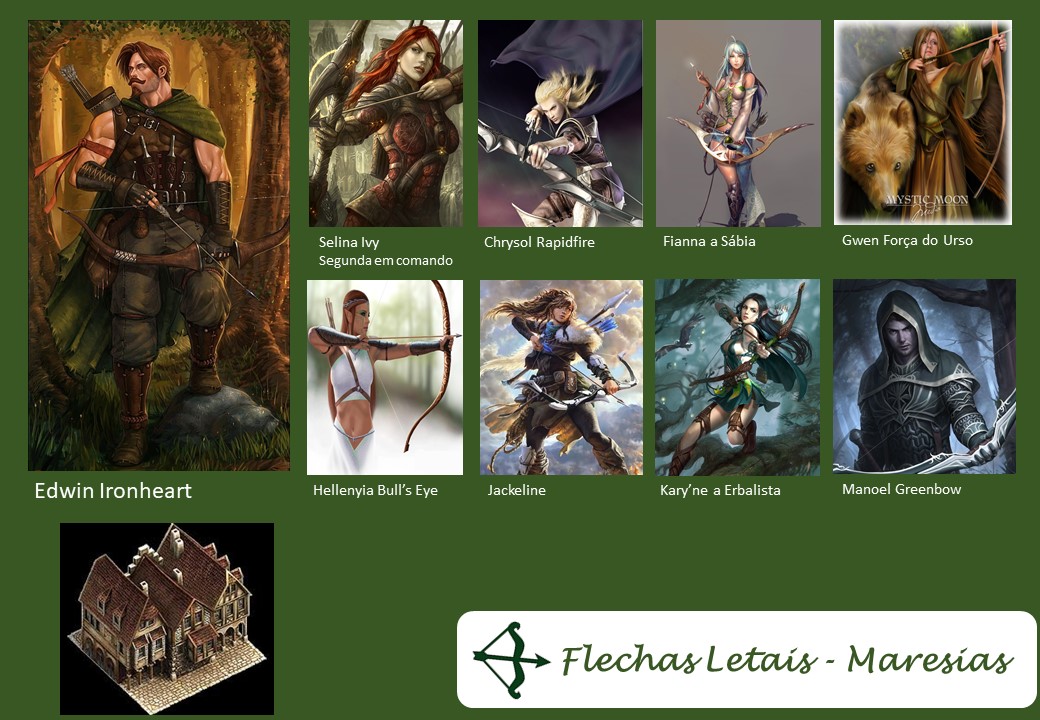 Selina Ivy
Segunda em comando
Chrysol Rapidfire
Fianna a Sábia
MYSTIC MOON
Gwen Força do Urso
Edwin Ironheart
Hellenyia Bull's Eye
Jackeline
Kary'ne a Erbalista
Manoel Greenbow
Flechas Letais - Maresias